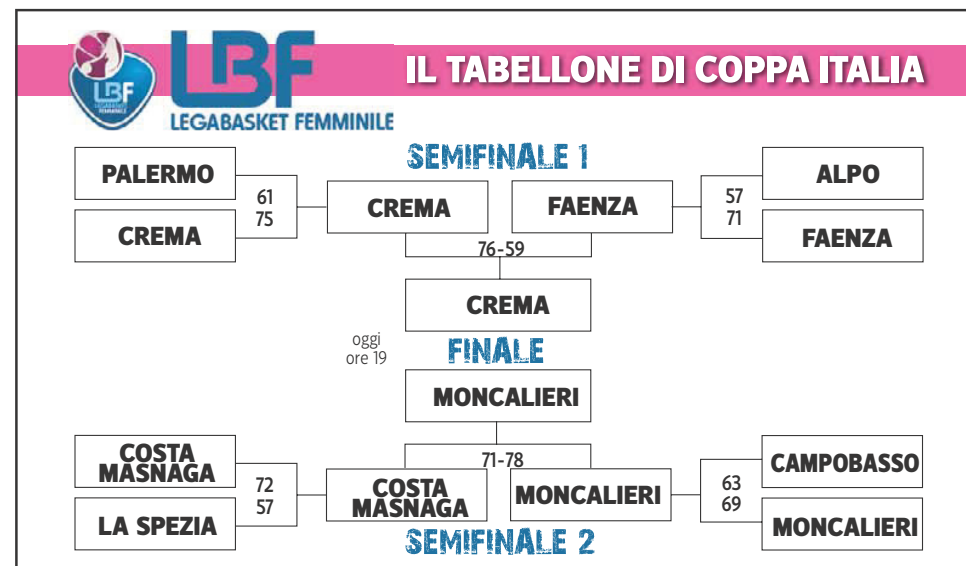 LBF
LBF
LEGABASKET FEMMINILE
IL TABELLONE DI COPPA ITALIA
SEMIFINALE 1
PALERMO
61
75
CREMA
CREMA
FAENZA
57
71
ALPO
FAENZA
76-59
CREMA
oggi
ore 19
FINALE
MONCALIERI
71-78
COSTA
MASNAGA
72
57
LA SPEZIA
COSTA
MASNAGA
MONCALIERI
63
69
CAMPOBASSO
MONCALIERI
SEMIFINALE 2